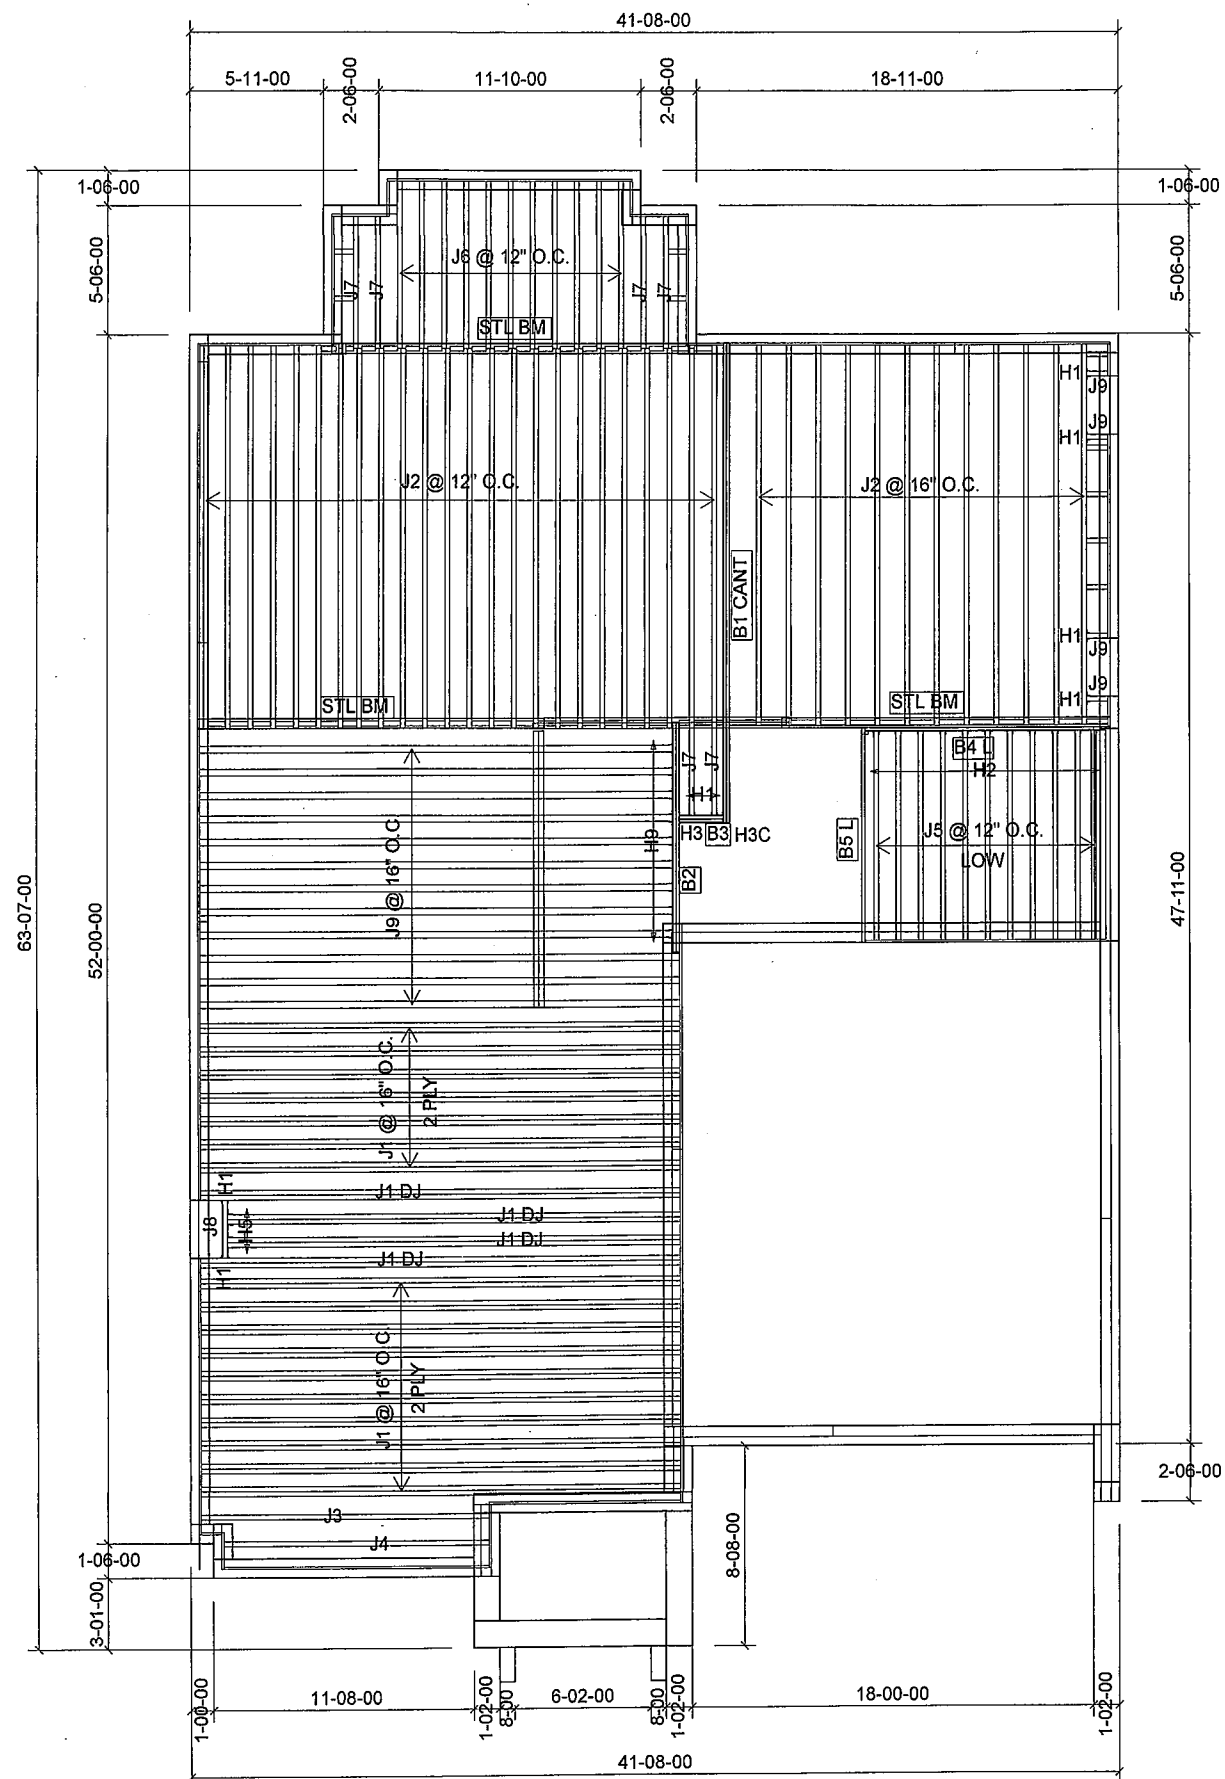 41-08-00
5-11-00
2-06-00
11-10-00
2-06-00
18-11-00
1-06-00
1-06-00
5-06-00
5-06-00
J6 @ 12" O.C.
J7
J7
J7
J7
STL BM
H1
J9
J9
H1
J2 @ 12' O.C.
J2 @ 16" O.C.
B1 CANT
H1
J9
J9
H1
STL BM
STL BM
B4 L
H2
J7
J7
H1
J9 @ 16" O.C.
H9
H3
B3
H3C
B5 L
J5 @ 12" O.C.
LOW
B2
63-07-00
52-00-00
47-11-00
J1 @ 16" O.C.
2 PLY
H1
J1 DJ
J8
H5
J1 DJ
J1 DJ
J1 DJ
H1
J1 @ 16" O.C.
2 PLY
2-06-00
J3
J4
8-08-00
1-06-00
3-01-00
1-00-00
11-08-00
1-02-00
8-00
6-02-00
8-00
1-02-00
18-00-00
1-02-00
41-08-00